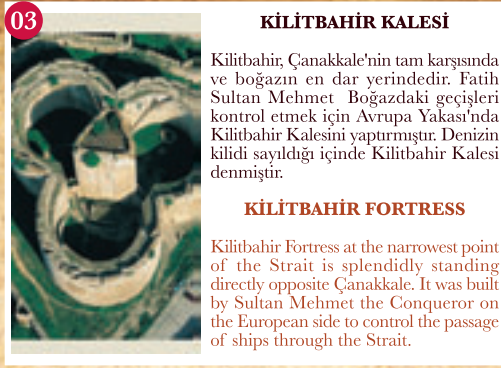 03
KİLİTBAHİR KALESİ
Kilitbahir, Çanakkale'nin tam karşısında
ve boğazın en dar yerindedir. Fatih
Sultan Mehmet Boğazdaki geçişleri
kontrol etmek için Avrupa Yakası'nda
Kilitbahir Kalesini yaptırmıştır. Denizin
kilidi sayıldığı içinde Kilitbahir Kalesi
denmiştir.
KİLİTBAHİR FORTRESS
Kilitbahir Fortress at the narrowest point
of the Strait is splendidly standing
directly opposite Çanakkale. It was built
by Sultan Mehmet the Conqueror on
the European side to control the passage
of ships through the Strait.